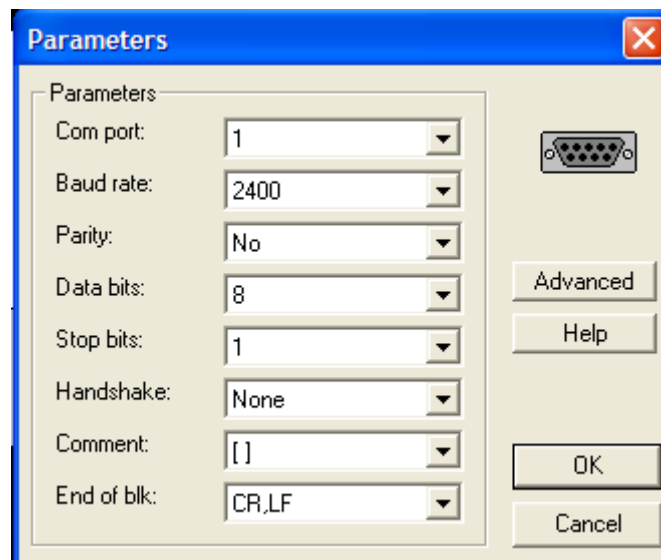 Parameters
Parameters
Com port: 1
Baud rate: 2400
Parity: No
Data bits: 8
Advanced
Stop bits: 1
Help
Handshake: None
Comment: [ ]
OK
End of blk: CR,LF
Cancel